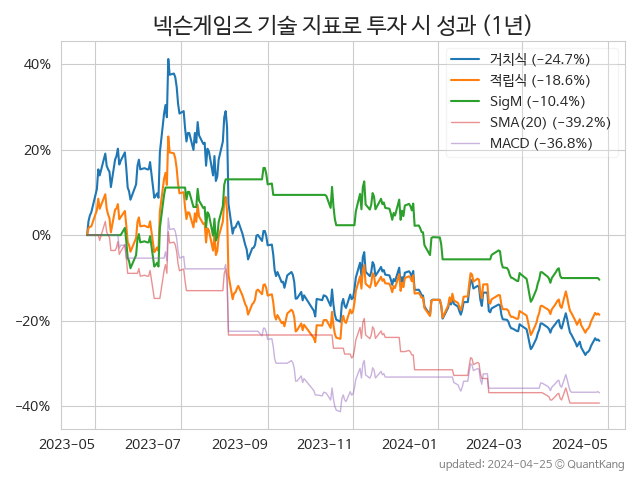 넥슨게임즈 기술 지표로 투자 시 성과 (1년)
거치식 (−24.7%)
적립식 (−18.6%)
SigM (−10.4%)
SMA(20) (−39.2%)
MACD (−36.8%)
40%
20%
0%
−20%
−40%
2023-05 2023-07 2023-09 2023-11 2024-01 2024-03 2024-05
updated: 2024-04-25 © QuantKang